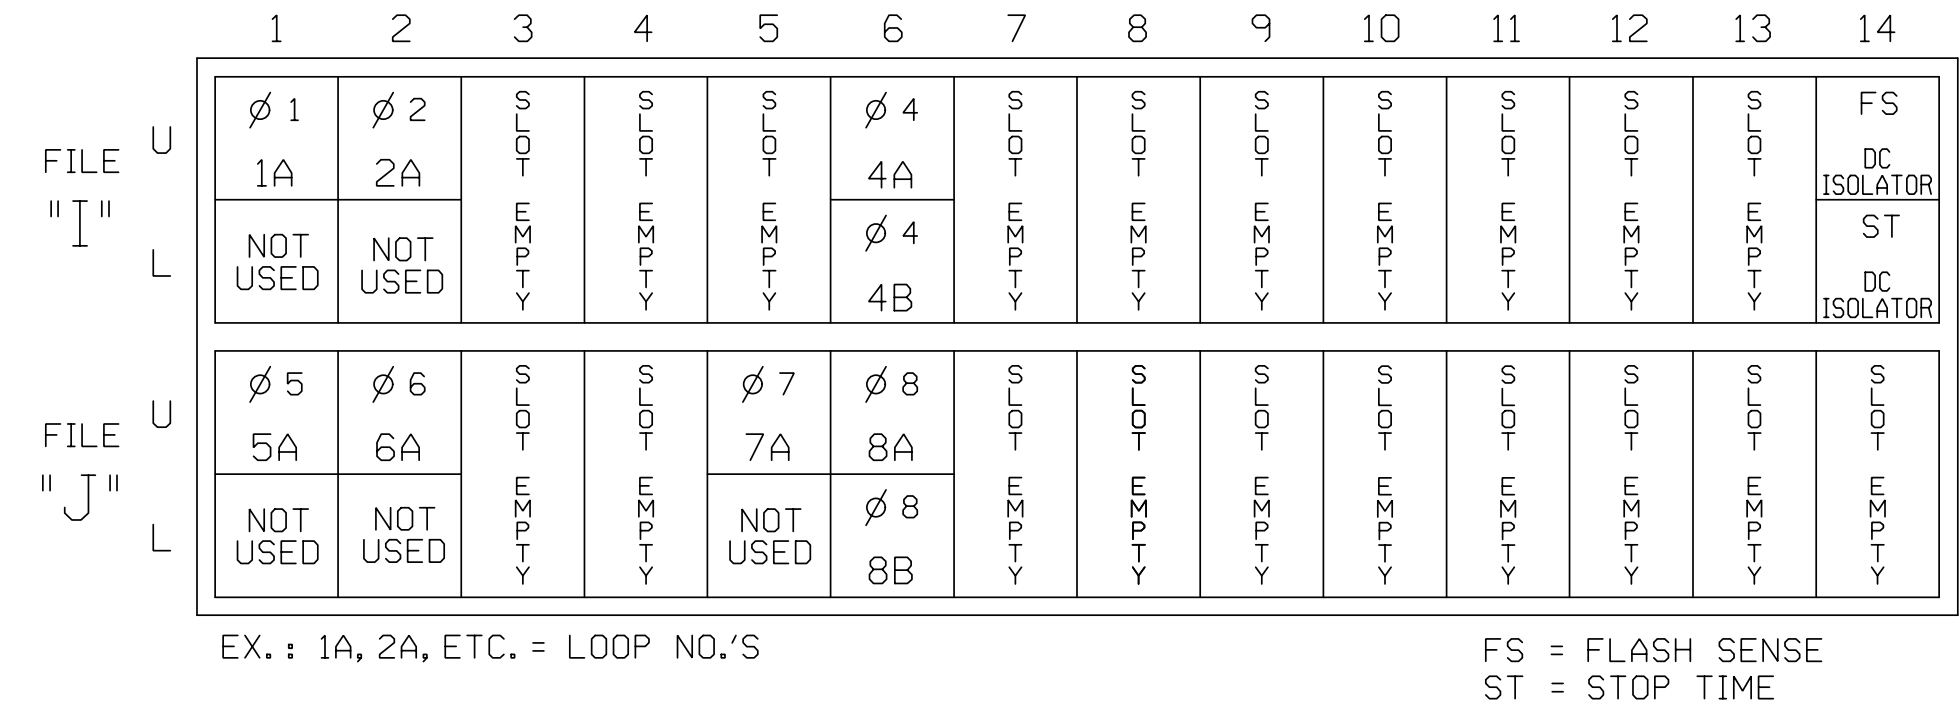 1 2 3 4 5 6 7 8 9 10 11 12 13 14
FILE "I"
U
L
Ø 1
1A
NOT
USED
Ø 2
2A
NOT
USED
SLOT EMPTY
SLOT EMPTY
SLOT EMPTY
Ø 4
4A
Ø 4
4B
SLOT EMPTY
SLOT EMPTY
SLOT EMPTY
SLOT EMPTY
SLOT EMPTY
SLOT EMPTY
SLOT EMPTY
FS
DC
ISOLATOR
ST
DC
ISOLATOR
FILE "J"
U
L
Ø 5
5A
NOT
USED
Ø 6
6A
NOT
USED
SLOT EMPTY
SLOT EMPTY
Ø 7
7A
NOT
USED
Ø 8
8A
Ø 8
8B
SLOT EMPTY
SLOT EMPTY
SLOT EMPTY
SLOT EMPTY
SLOT EMPTY
SLOT EMPTY
SLOT EMPTY
SLOT EMPTY
EX.: 1A, 2A, ETC. = LOOP NO.'S
FS = FLASH SENSE
ST = STOP TIME